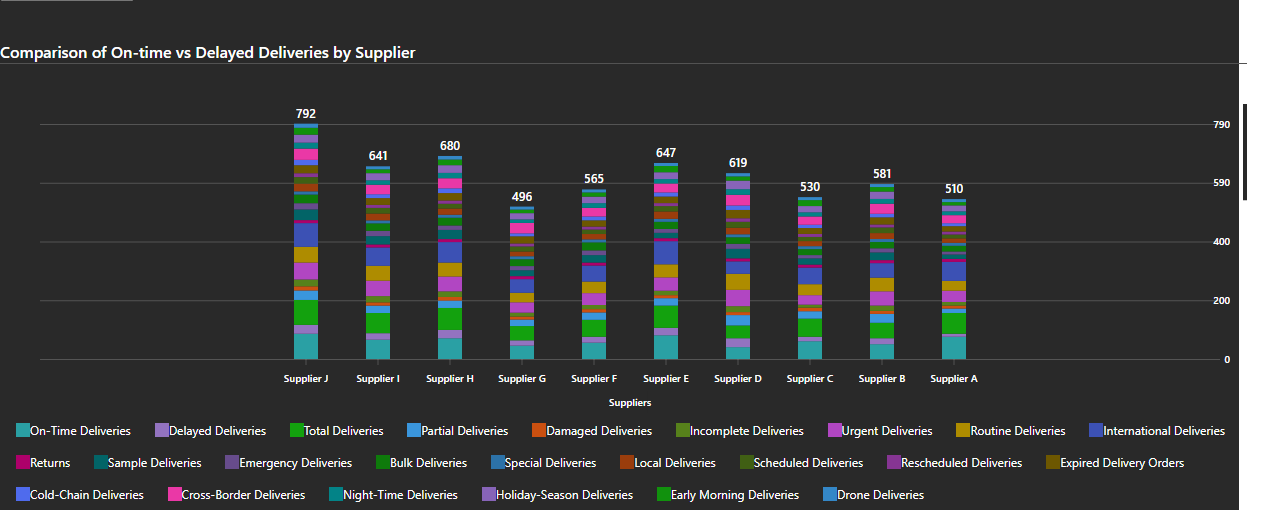 Comparison of On-time vs Delayed Deliveries by Supplier
792
641
680
496
565
647
619
530
581
510
790
590
400
200
0
Supplier J Supplier I Supplier H Supplier G Supplier F Supplier E Supplier D Supplier C Supplier B Supplier A
Suppliers
On-Time Deliveries Delayed Deliveries Total Deliveries Partial Deliveries Damaged Deliveries Incomplete Deliveries Urgent Deliveries Routine Deliveries International Deliveries
Returns Sample Deliveries Emergency Deliveries Bulk Deliveries Special Deliveries Local Deliveries Scheduled Deliveries Rescheduled Deliveries Expired Delivery Orders
Cold-Chain Deliveries Cross-Border Deliveries Night-Time Deliveries Holiday-Season Deliveries Early Morning Deliveries Drone Deliveries